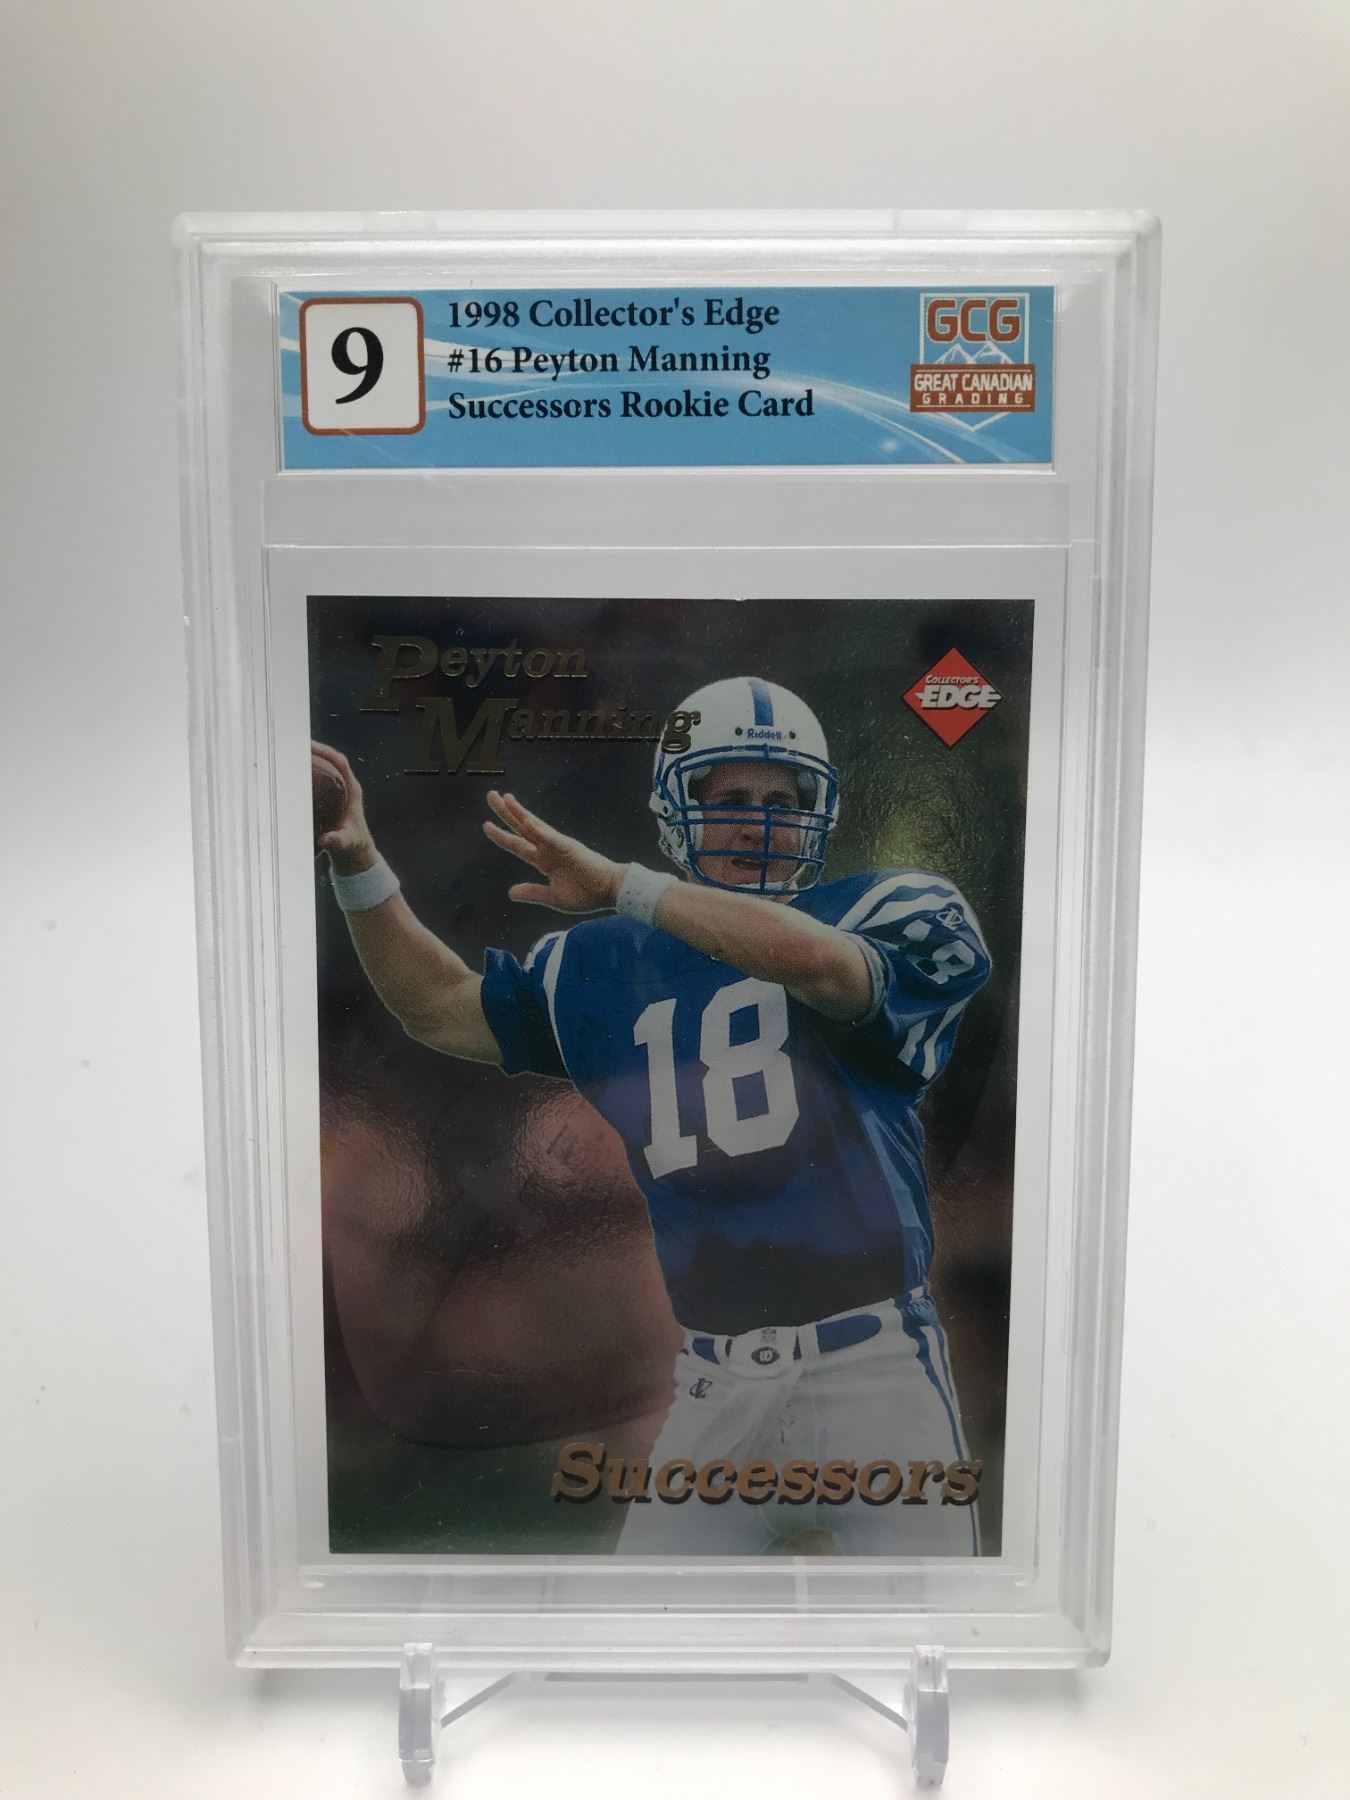 9
1998 Collector's Edge
#16 Peyton Manning
Successors Rookie Card
GCG
GREAT CANADIAN
GRADING
Peyton
Manning
COLLECTOR'S
EDGE
Riddell
18
18
Successors